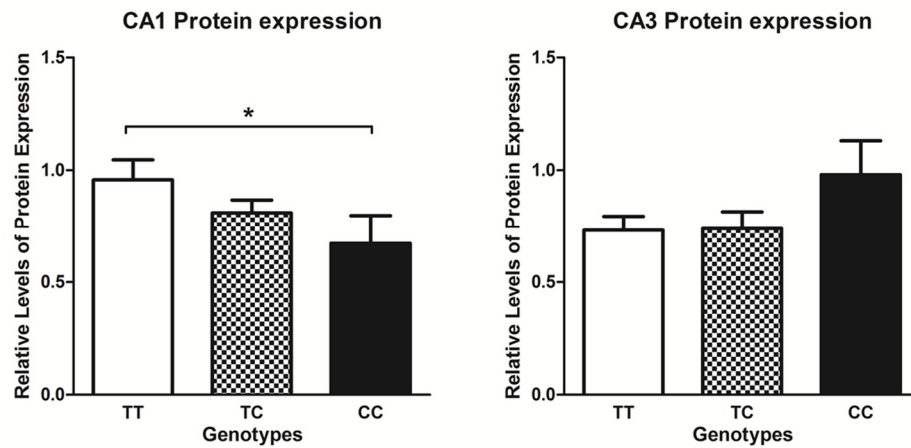 CA1 Protein expression
Relative Levels of Protein Expression
1.5
1.0
0.5
0.0
*
TT TC CC
Genotypes
CA3 Protein expression
Relative Levels of Protein Expression
1.5
1.0
0.5
0.0
TT TC CC
Genotypes